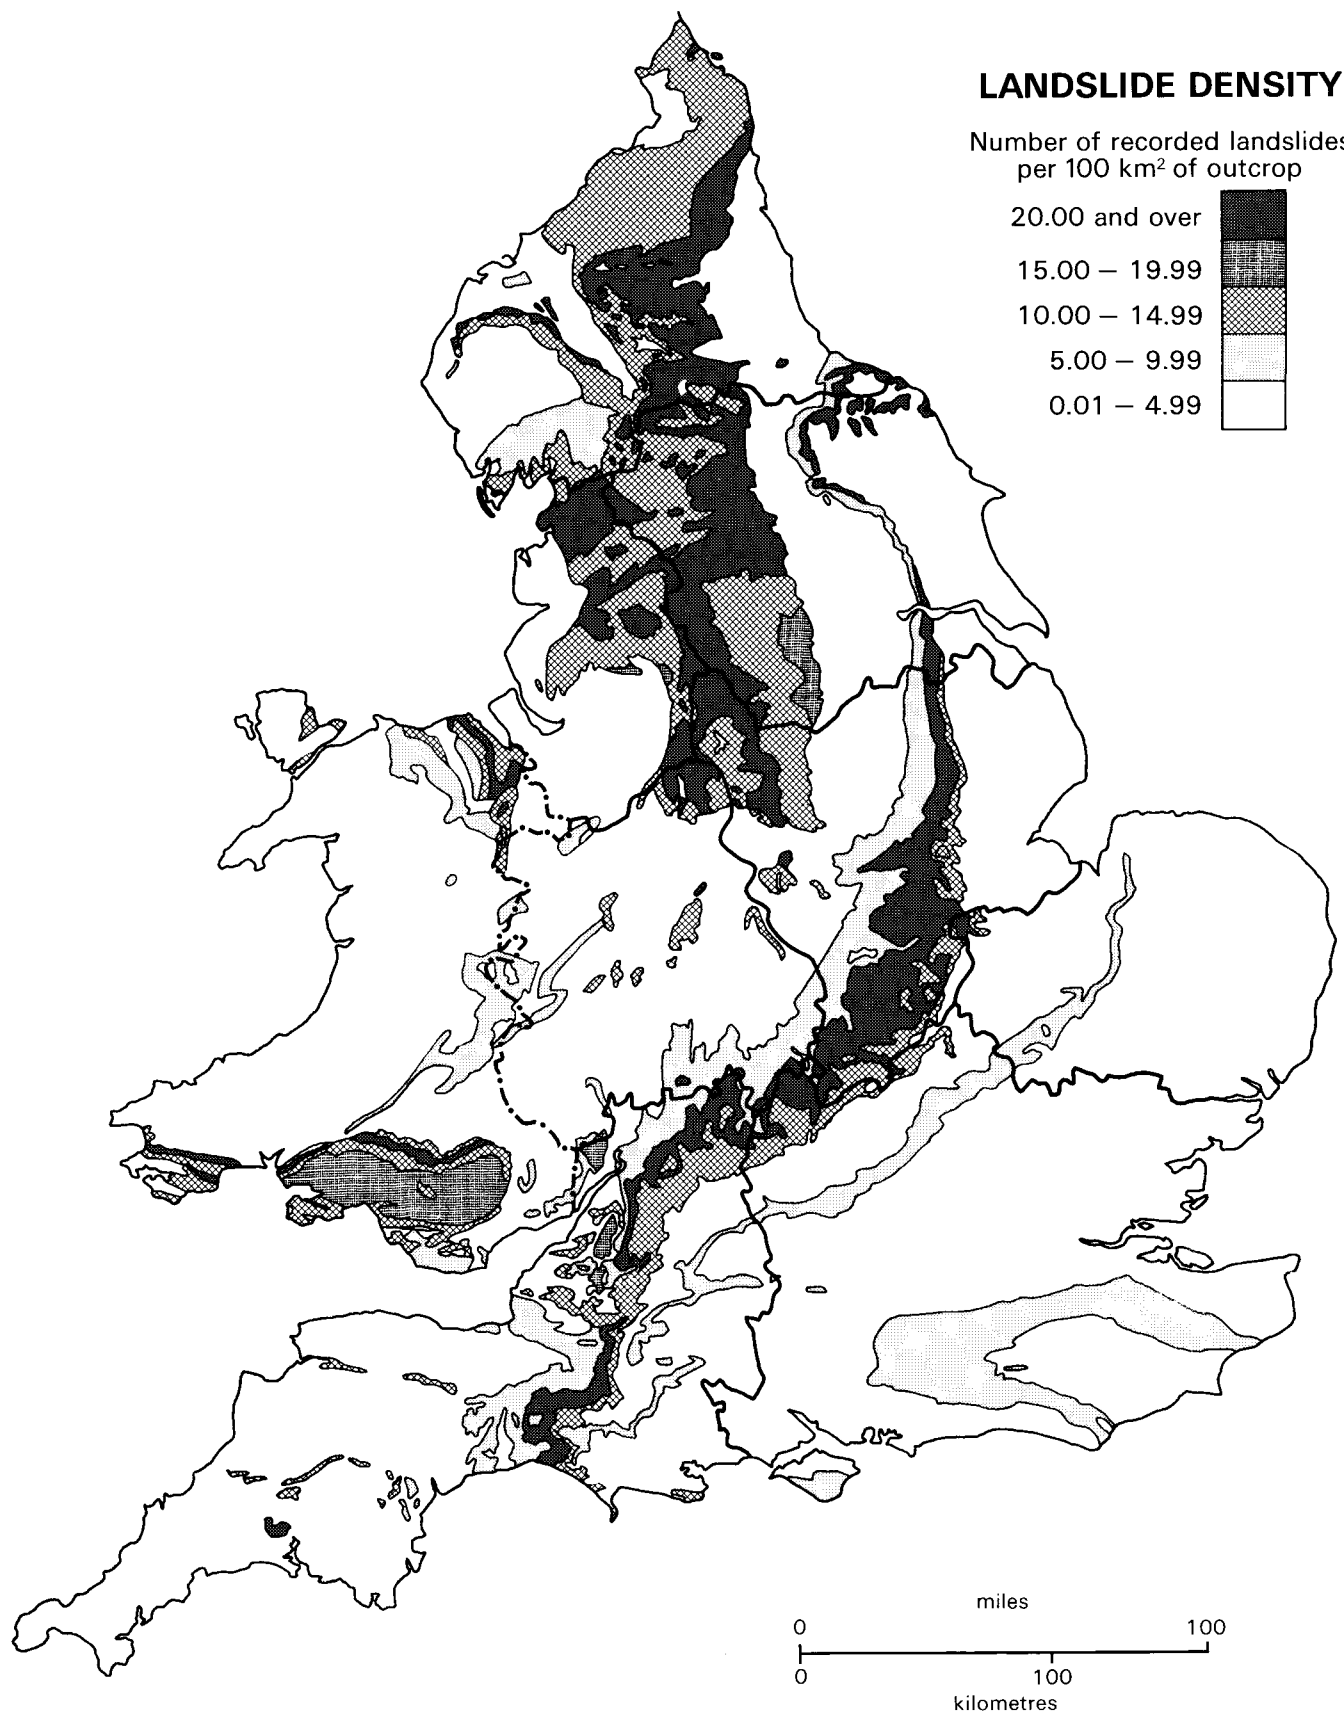 LANDSLIDE DENSITY
Number of recorded landslides
per 100 km² of outcrop
20.00 and over
15.00 – 19.99
10.00 – 14.99
5.00 – 9.99
0.01 – 4.99
miles
0 100
0 100
kilometres